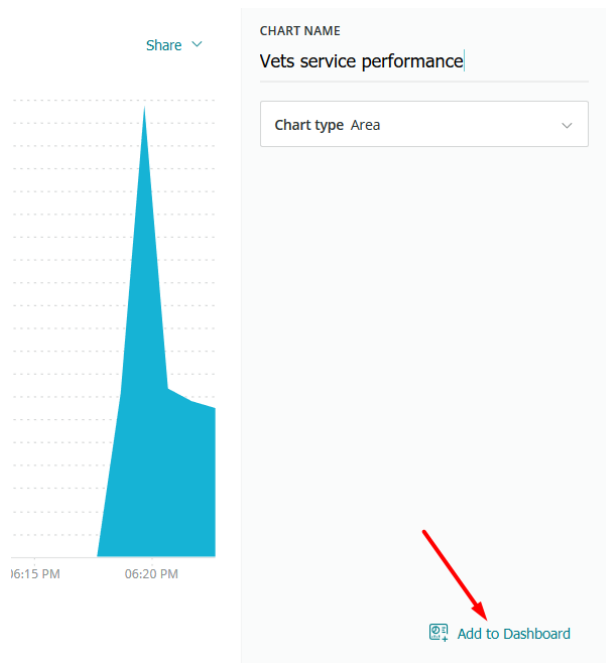 Share
CHART NAME
Vets service performance
Chart type Area
06:15 PM
06:20 PM
Add to Dashboard